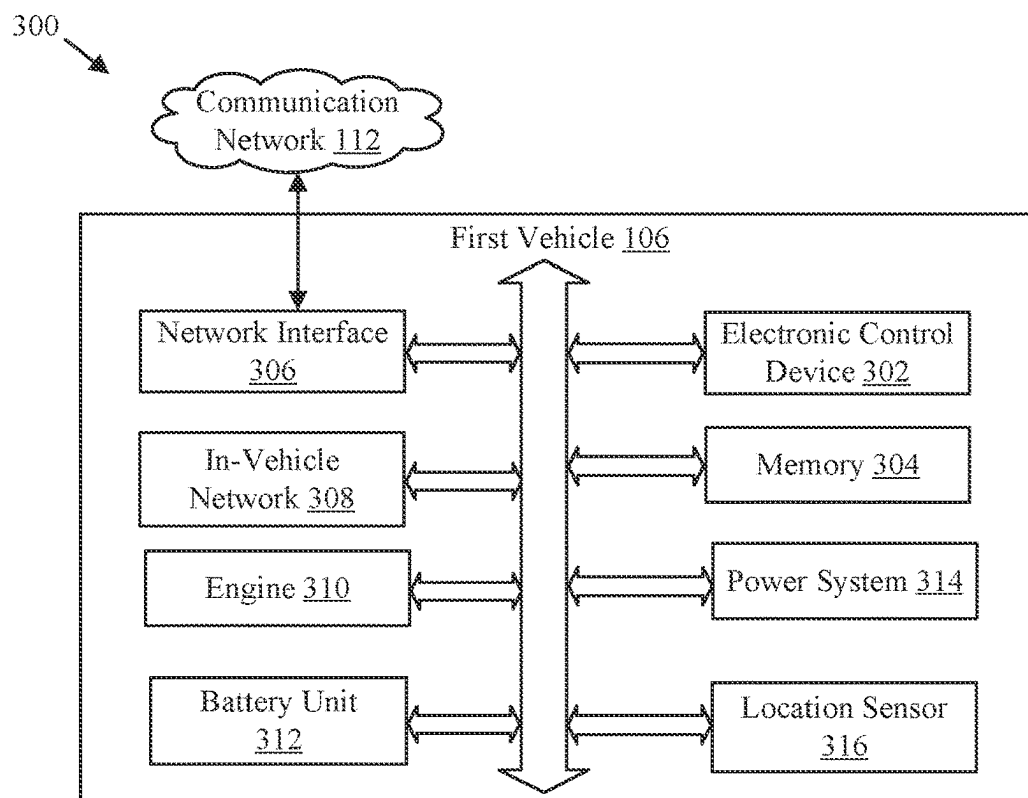 300
Communication
Network 112
First Vehicle 106
Network Interface
306
Electronic Control
Device 302
In-Vehicle
Network 308
Memory 304
Engine 310
Power System 314
Battery Unit
312
Location Sensor
316